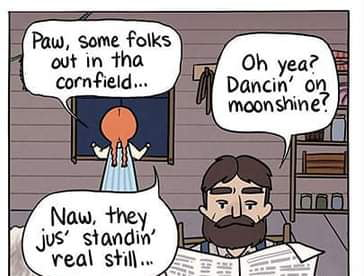 Paw, some folks
out in tha
cornfield...
Oh yea?
Dancin' on
moonshine?
Naw, they
jus' standin'
real still...